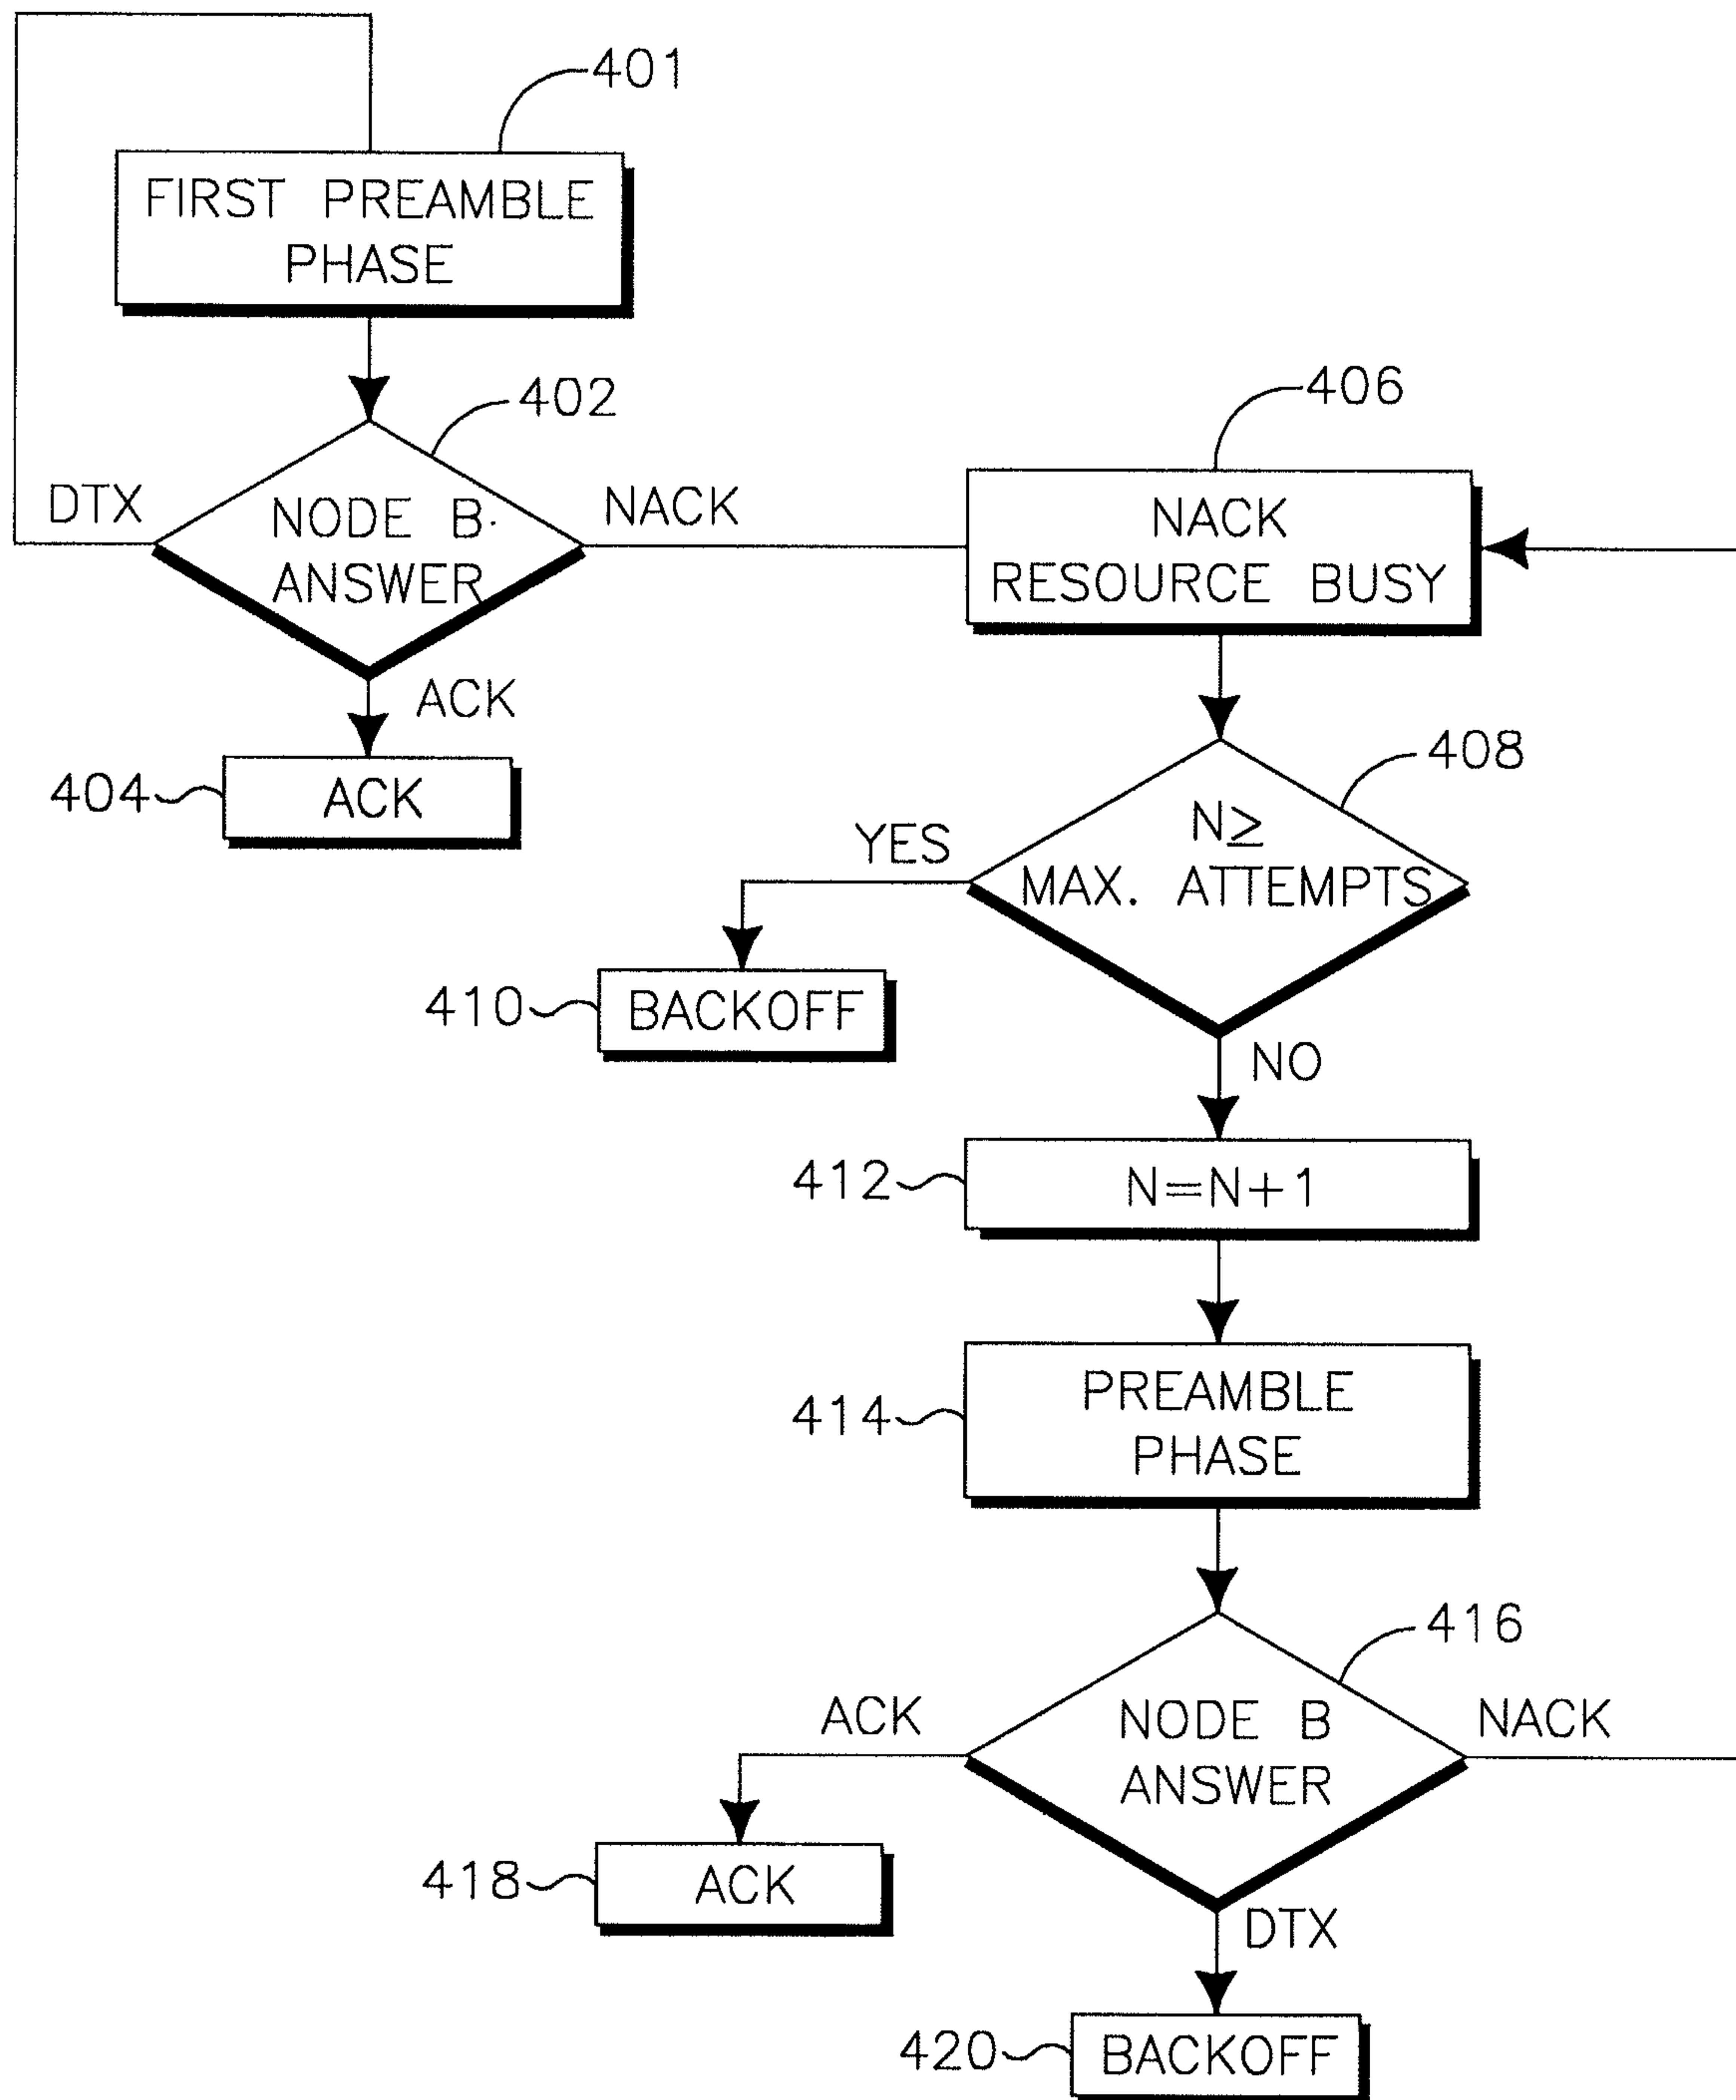 401
FIRST PREAMBLE
PHASE
402
DTX
NODE B
ANSWER
NACK
ACK
404
ACK
406
NACK
RESOURCE BUSY
408
N≥
MAX. ATTEMPTS
YES
410
BACKOFF
NO
412
N=N+1
414
PREAMBLE
PHASE
416
ACK
NODE B
ANSWER
NACK
418
ACK
DTX
420
BACKOFF